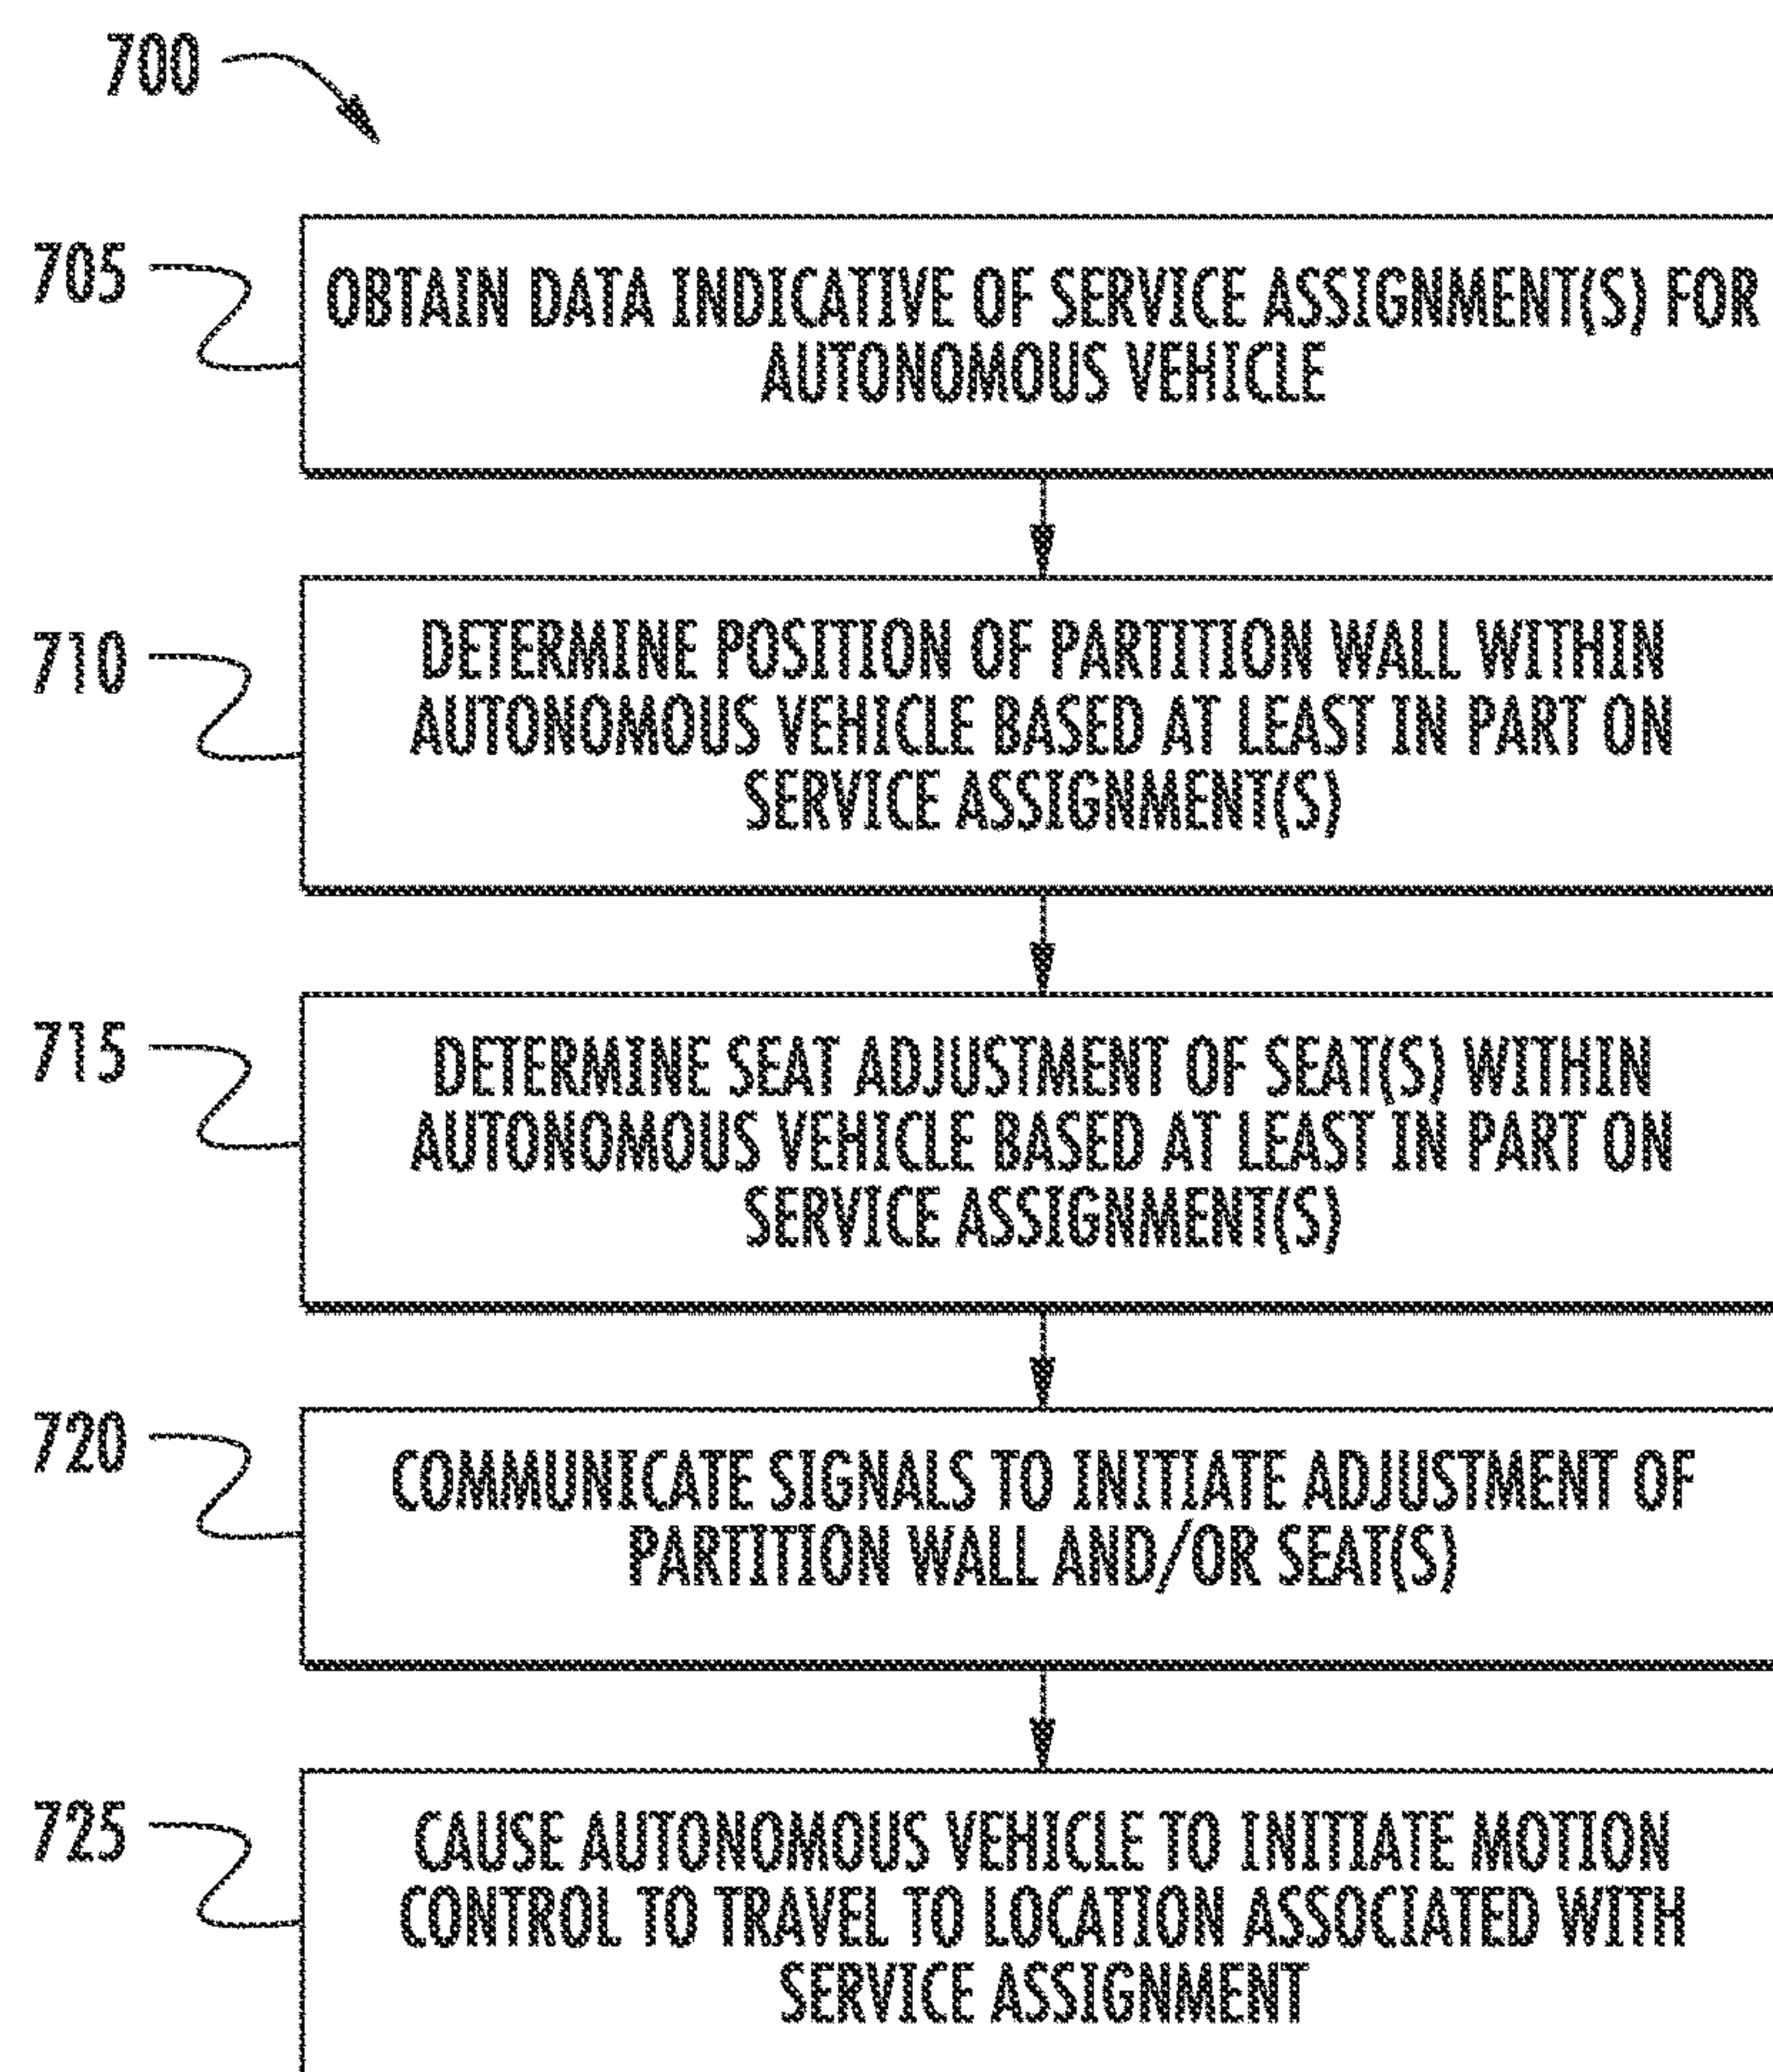 700
705
OBTAIN DATA INDICATIVE OF SERVICE ASSIGNMENT(S) FOR
AUTONOMOUS VEHICLE
710
DETERMINE POSITION OF PARTITION WALL WITHIN
AUTONOMOUS VEHICLE BASED AT LEAST IN PART ON
SERVICE ASSIGNMENT(S)
715
DETERMINE SEAT ADJUSTMENT OF SEAT(S) WITHIN
AUTONOMOUS VEHICLE BASED AT LEAST IN PART ON
SERVICE ASSIGNMENT(S)
720
COMMUNICATE SIGNALS TO INITIATE ADJUSTMENT OF
PARTITION WALL AND/OR SEAT(S)
725
CAUSE AUTONOMOUS VEHICLE TO INITIATE MOTION
CONTROL TO TRAVEL TO LOCATION ASSOCIATED WITH
SERVICE ASSIGNMENT